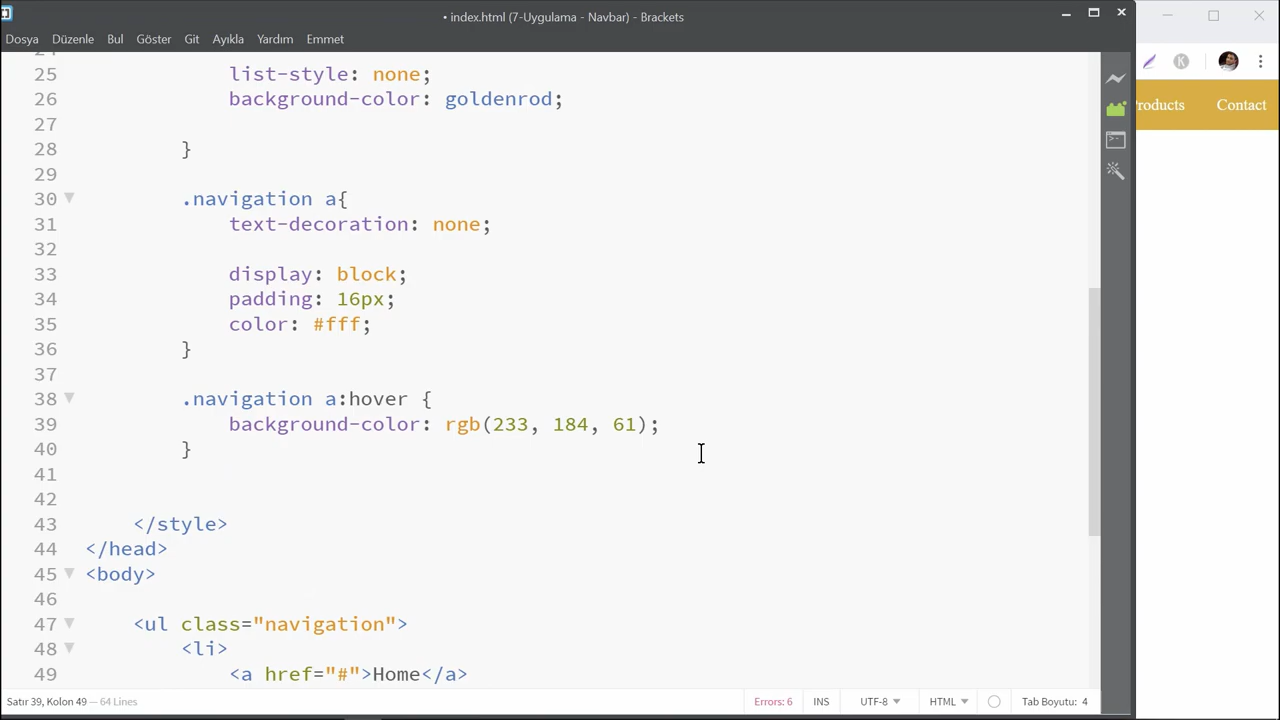 • index.html (7-Uygulama - Navbar) - Brackets
Dosya Düzenle Bul Göster Git Ayıkla Yardım Emmet
25 list-style: none;
26 background-color: goldenrod;
27
28 }
29
30 .navigation a{
31 text-decoration: none;
32
33 display: block;
34 padding: 16px;
35 color: #fff;
36 }
37
38 .navigation a:hover {
39 background-color: rgb(233, 184, 61);
40 }
41
42
43 </style>
44 </head>
45 <body>
46
47 <ul class="navigation">
48 <li>
49 <a href="#">Home</a>
Satır 39, Kolon 49 — 64 Lines Errors: 6 INS UTF-8 HTML Tab Boyutu: 4
K
roducts Contact